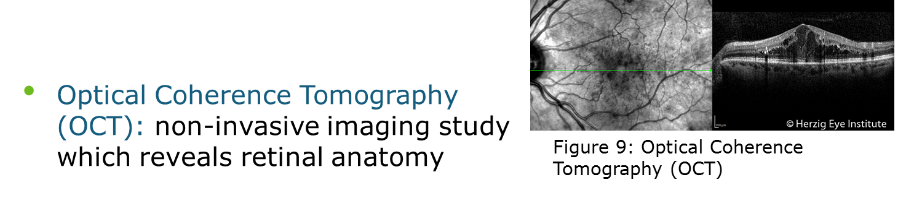 • Optical Coherence Tomography
(OCT): non-invasive imaging study
which reveals retinal anatomy
© Herzig Eye Institute
Figure 9: Optical Coherence
Tomography (OCT)